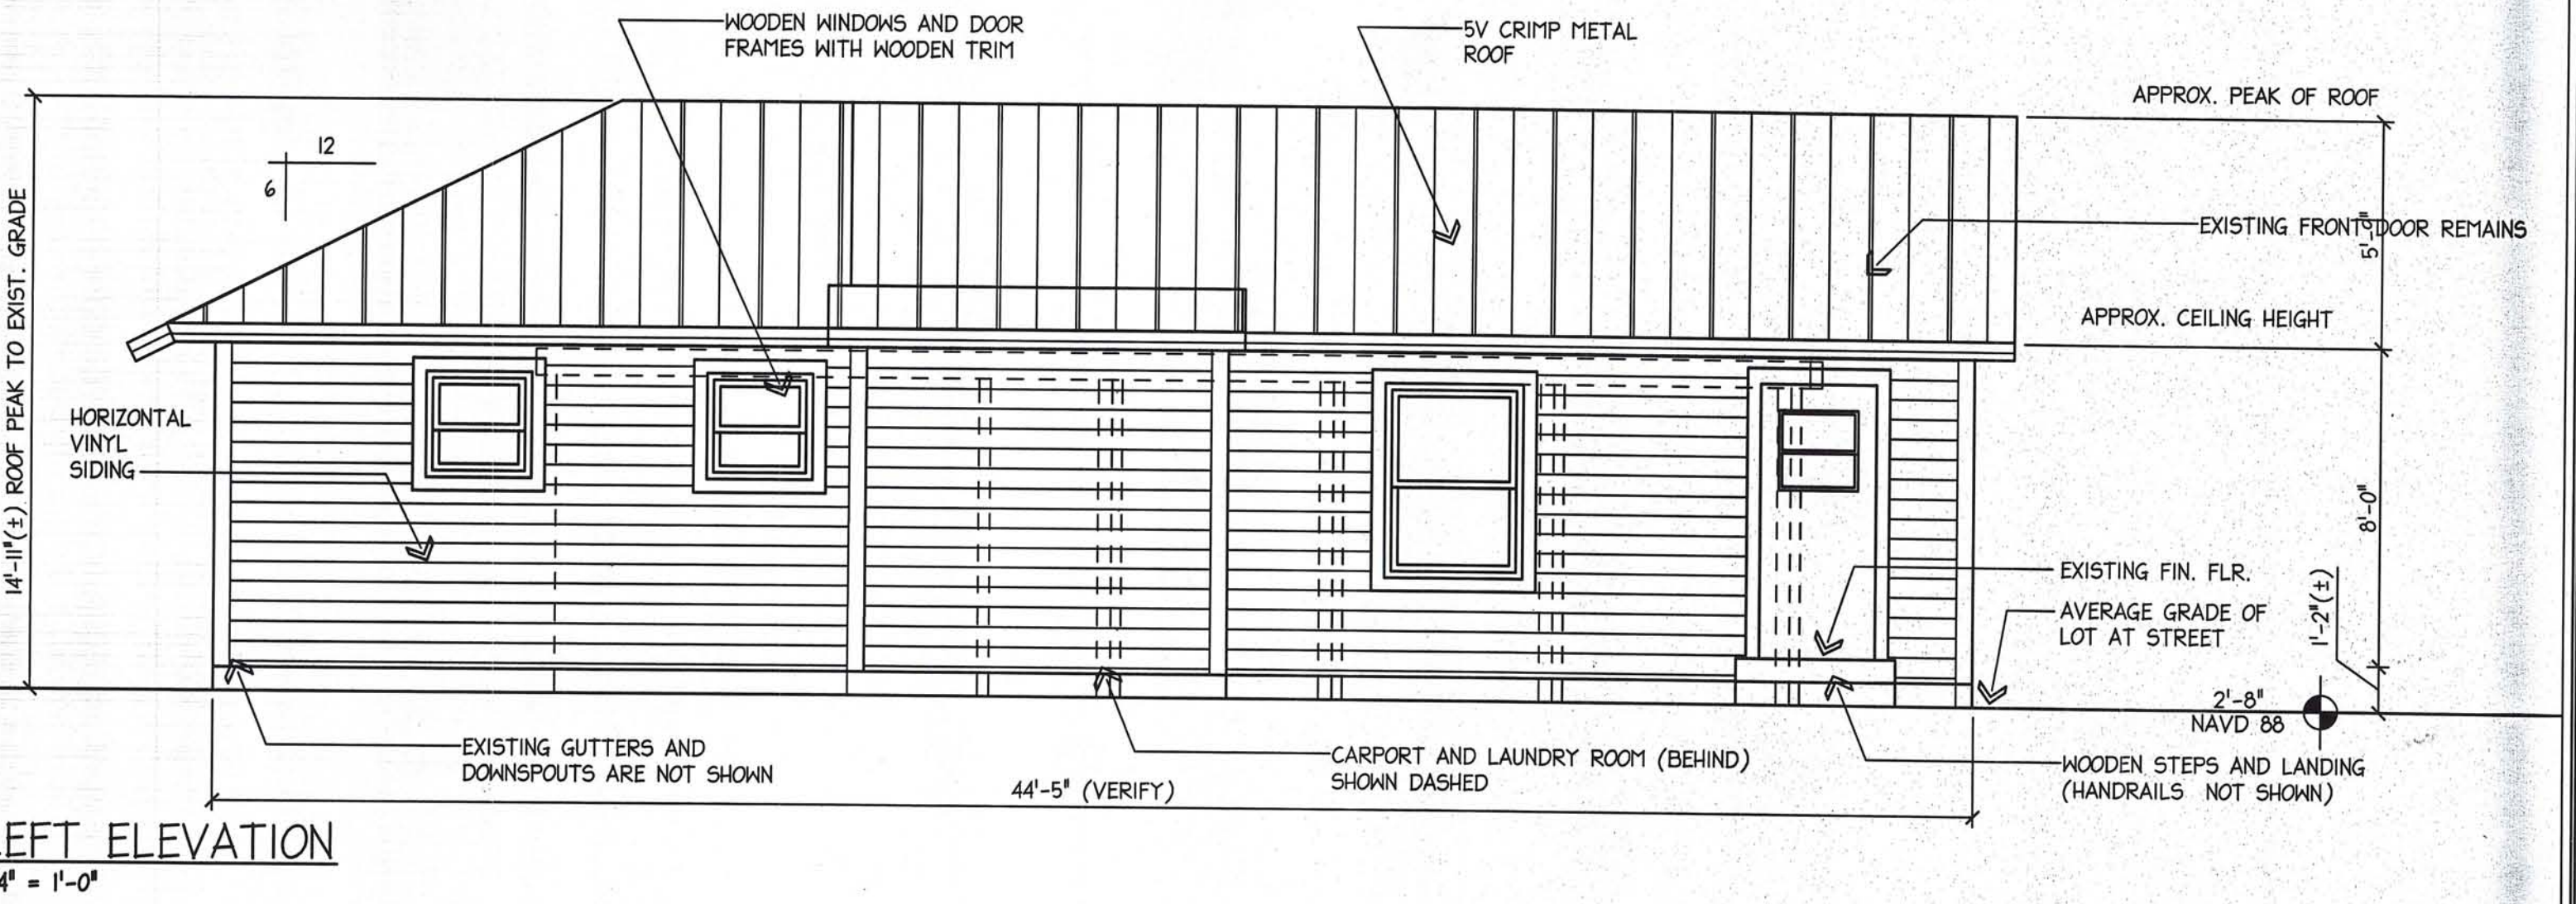 WOODEN WINDOWS AND DOOR
FRAMES WITH WOODEN TRIM
5V CRIMP METAL
ROOF
APPROX. PEAK OF ROOF
12
6
14'-11"(±) ROOF PEAK TO EXIST. GRADE
EXISTING FRONT DOOR REMAINS
APPROX. CEILING HEIGHT
HORIZONTAL
VINYL
SIDING
8'-0"
EXISTING FIN. FLR.
AVERAGE GRADE OF
LOT AT STREET
1'-2"(±)
2'-8"
NAVD 88
EXISTING GUTTERS AND
DOWNSPOUTS ARE NOT SHOWN
CARPORT AND LAUNDRY ROOM (BEHIND)
SHOWN DASHED
WOODEN STEPS AND LANDING
(HANDRAILS NOT SHOWN)
44'-5" (VERIFY)
EFT ELEVATION
4" = 1'-0"